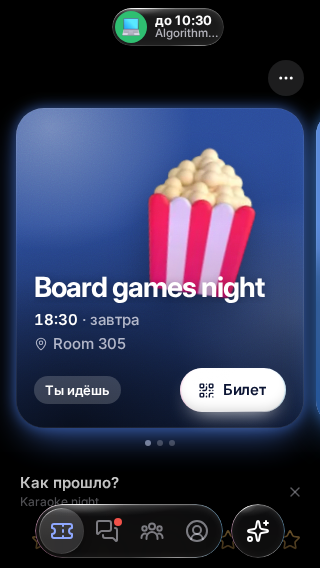 до 10:30
Algorithm...
Board games night
18:30 · завтра
Room 305
Ты идёшь
Билет
Как прошло?
Karaoke night